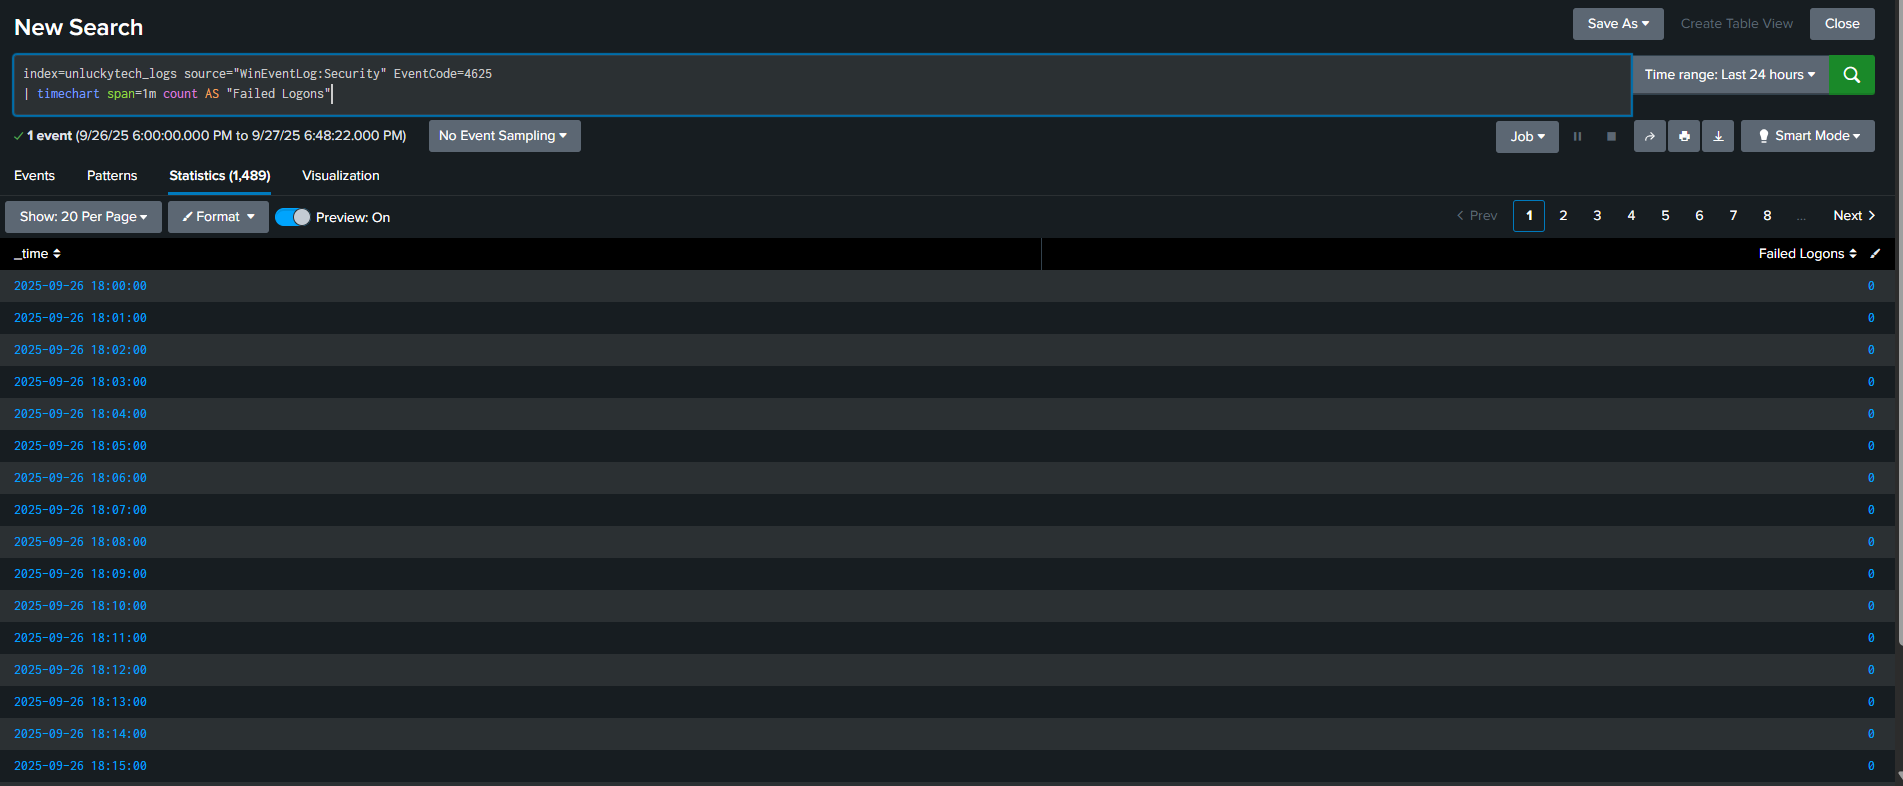 New Search
Save As
Create Table View
Close
index=unluckytech_logs source="WinEventLog:Security" EventCode=4625
| timechart span=1m count AS "Failed Logons"
Time range: Last 24 hours
1 event (9/26/25 6:00:00.000 PM to 9/27/25 6:48:22.000 PM)
No Event Sampling
Job
Smart Mode
Events
Patterns
Statistics (1,489)
Visualization
Show: 20 Per Page
Format
Preview: On
Prev 1 2 3 4 5 6 7 8 ... Next
_time Failed Logons
2025-09-26 18:00:00 0
2025-09-26 18:01:00 0
2025-09-26 18:02:00 0
2025-09-26 18:03:00 0
2025-09-26 18:04:00 0
2025-09-26 18:05:00 0
2025-09-26 18:06:00 0
2025-09-26 18:07:00 0
2025-09-26 18:08:00 0
2025-09-26 18:09:00 0
2025-09-26 18:10:00 0
2025-09-26 18:11:00 0
2025-09-26 18:12:00 0
2025-09-26 18:13:00 0
2025-09-26 18:14:00 0
2025-09-26 18:15:00 0